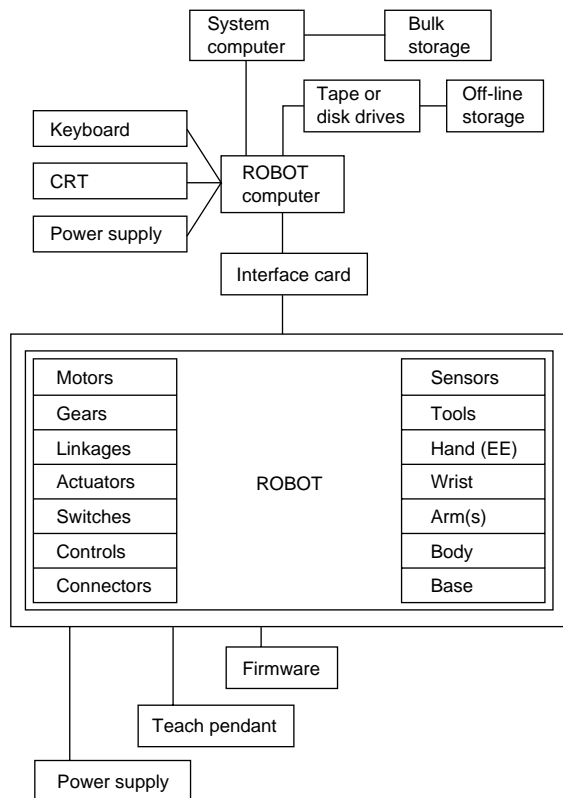 System
computer
Bulk
storage
Tape or
disk drives
Off-line
storage
Keyboard
CRT
Power supply
ROBOT
computer
Interface card
Motors
Gears
Linkages
Actuators
Switches
Controls
Connectors
ROBOT
Sensors
Tools
Hand (EE)
Wrist
Arm(s)
Body
Base
Firmware
Teach pendant
Power supply